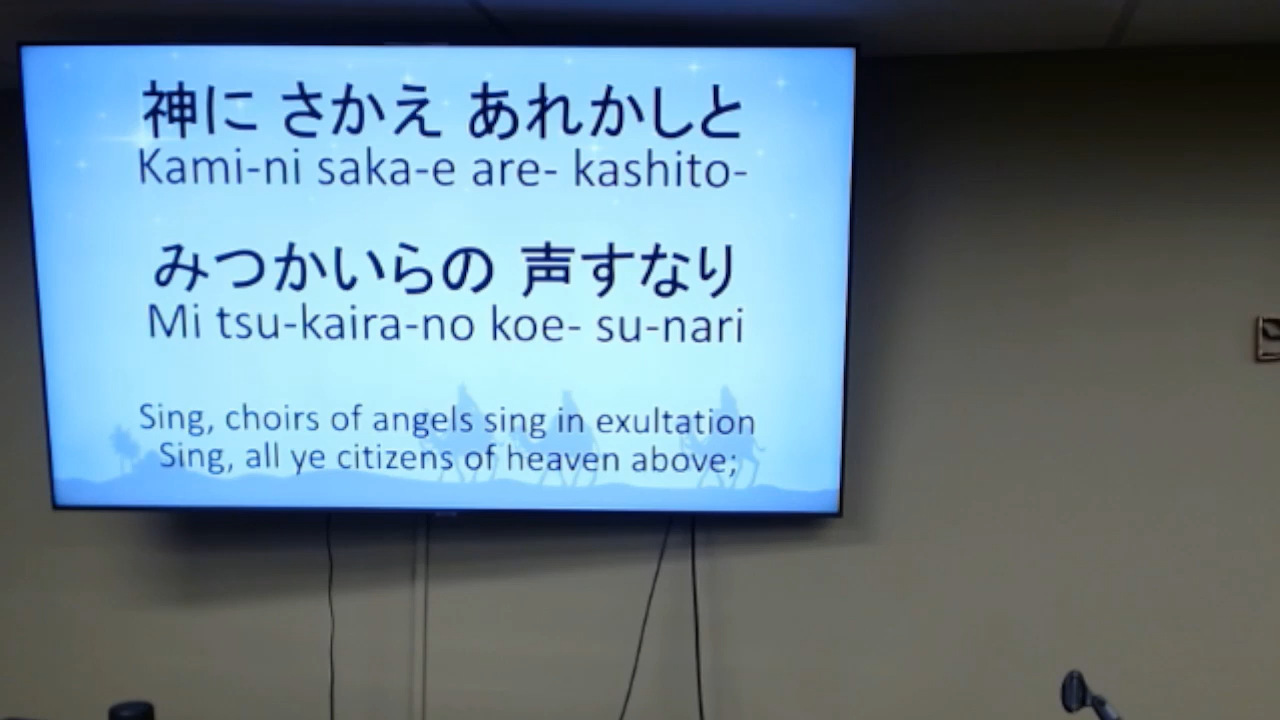 神に さかえ あれかしと
Kami-ni saka-e are- kashito-
みつかいらの 声すなり
Mi tsu-kaira-no koe- su-nari
Sing, choirs of angels sing in exultation
Sing, all ye citizens of heaven above;